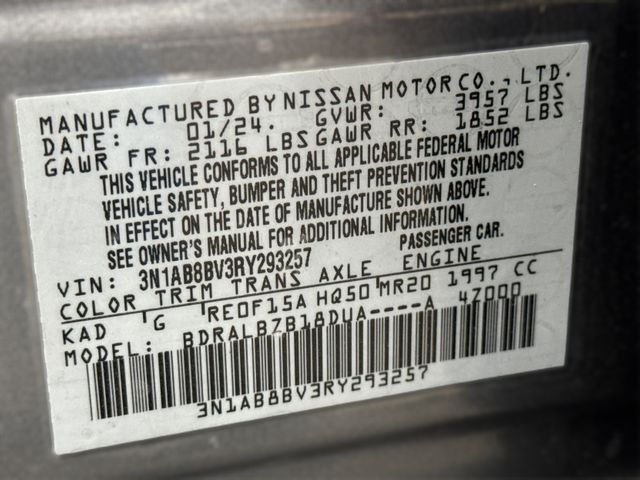 MANUFACTURED BY NISSAN MOTOR CO., LTD.
DATE: 01/24. GVWR: 3957 LBS
GAWR FR: 2116 LBS GAWR RR: 1852 LBS
THIS VEHICLE CONFORMS TO ALL APPLICABLE FEDERAL MOTOR
VEHICLE SAFETY, BUMPER AND THEFT PREVENTION STANDARDS
IN EFFECT ON THE DATE OF MANUFACTURE SHOWN ABOVE.
SEE OWNER'S MANUAL FOR ADDITIONAL INFORMATION.
VIN: 3N1AB8BV3RY293257 PASSENGER CAR.
COLOR TRIM TRANS AXLE ENGINE
KAD G RE0F15A HQ50 MR20 1997 CC
MODEL: BDRALBZB18DUA----A 47000
3N1AB8BV3RY293257